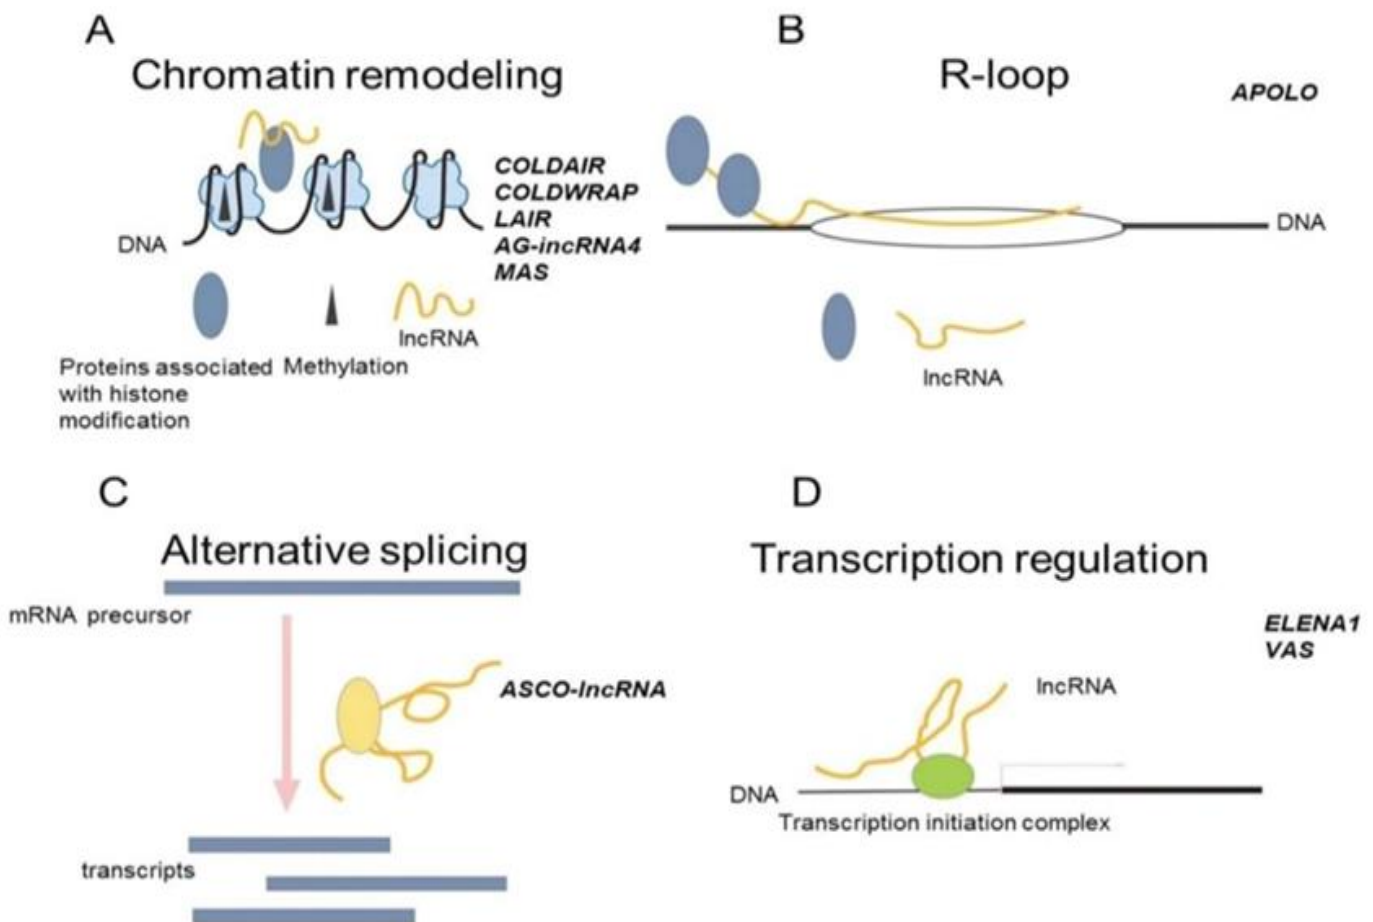 A
Chromatin remodeling
DNA
COLDAIR
COLDWRAP
LAIR
AG-incRNA4
MAS
lncRNA
Proteins associated
with histone
modification
Methylation
B
R-loop
APOLO
DNA
lncRNA
C
Alternative splicing
mRNA precursor
ASCO-lncRNA
transcripts
D
Transcription regulation
ELENA1
VAS
lncRNA
DNA
Transcription initiation complex